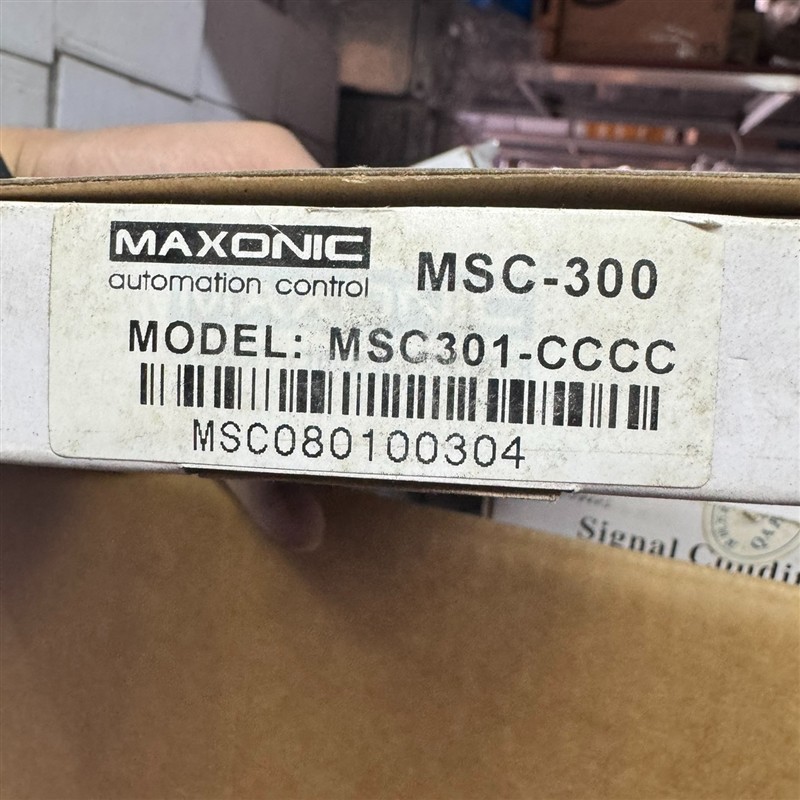 MAXONIC
automation control
MSC-300
MODEL: MSC301-CCCC
MSC080100304
Signal